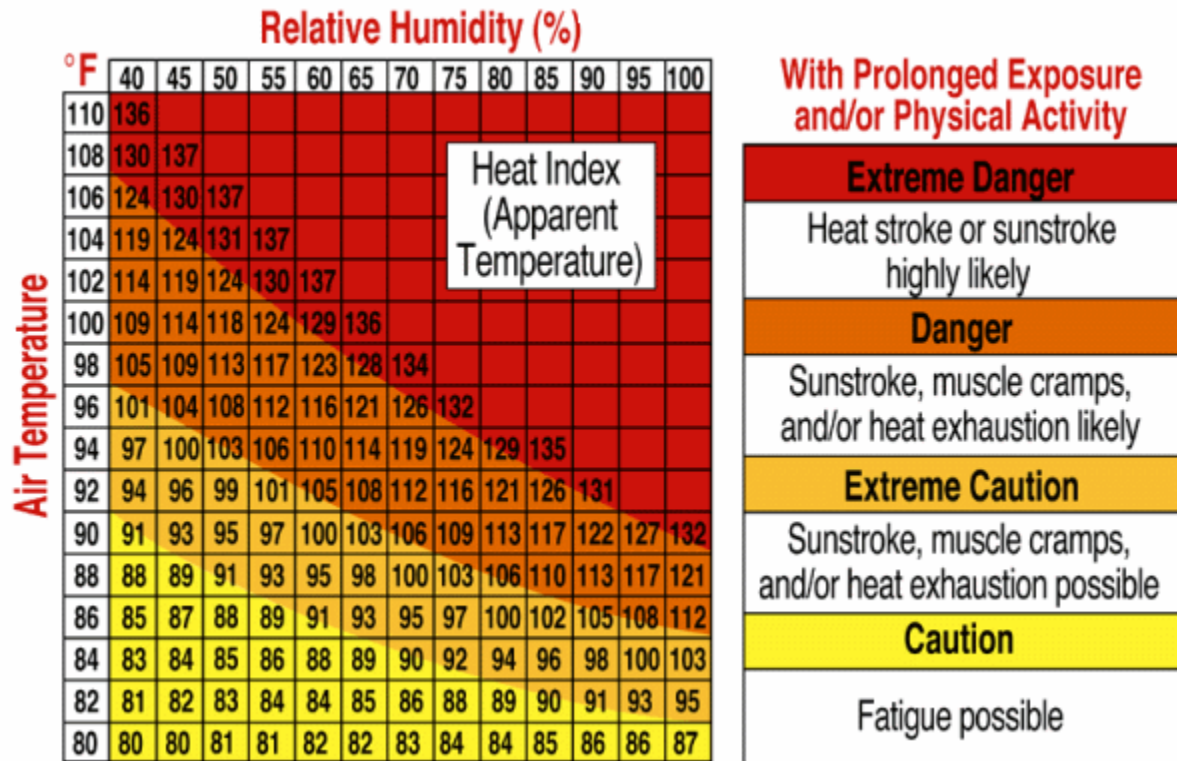 Relative Humidity (%)
°F 40 45 50 55 60 65 70 75 80 85 90 95 100
110 136
108 130 137
106 124 130 137
104 119 124 131 137
102 114 119 124 130 137
100 109 114 118 124 129 136
98 105 109 113 117 123 128 134
96 101 104 108 112 116 121 126 132
94 97 100 103 106 110 114 119 124 129 135
92 94 96 99 101 105 108 112 116 121 126 131
90 91 93 95 97 100 103 106 109 113 117 122 127 132
88 88 89 91 93 95 98 100 103 106 110 113 117 121
86 85 87 88 89 91 93 95 97 100 102 105 108 112
84 83 84 85 86 88 89 90 92 94 96 98 100 103
82 81 82 83 84 84 85 86 88 89 90 91 93 95
80 80 80 81 81 82 82 83 84 84 85 86 86 87
Air Temperature
Heat Index
(Apparent
Temperature)
With Prolonged Exposure
and/or Physical Activity
Extreme Danger
Heat stroke or sunstroke
highly likely
Danger
Sunstroke, muscle cramps,
and/or heat exhaustion likely
Extreme Caution
Sunstroke, muscle cramps,
and/or heat exhaustion possible
Caution
Fatigue possible